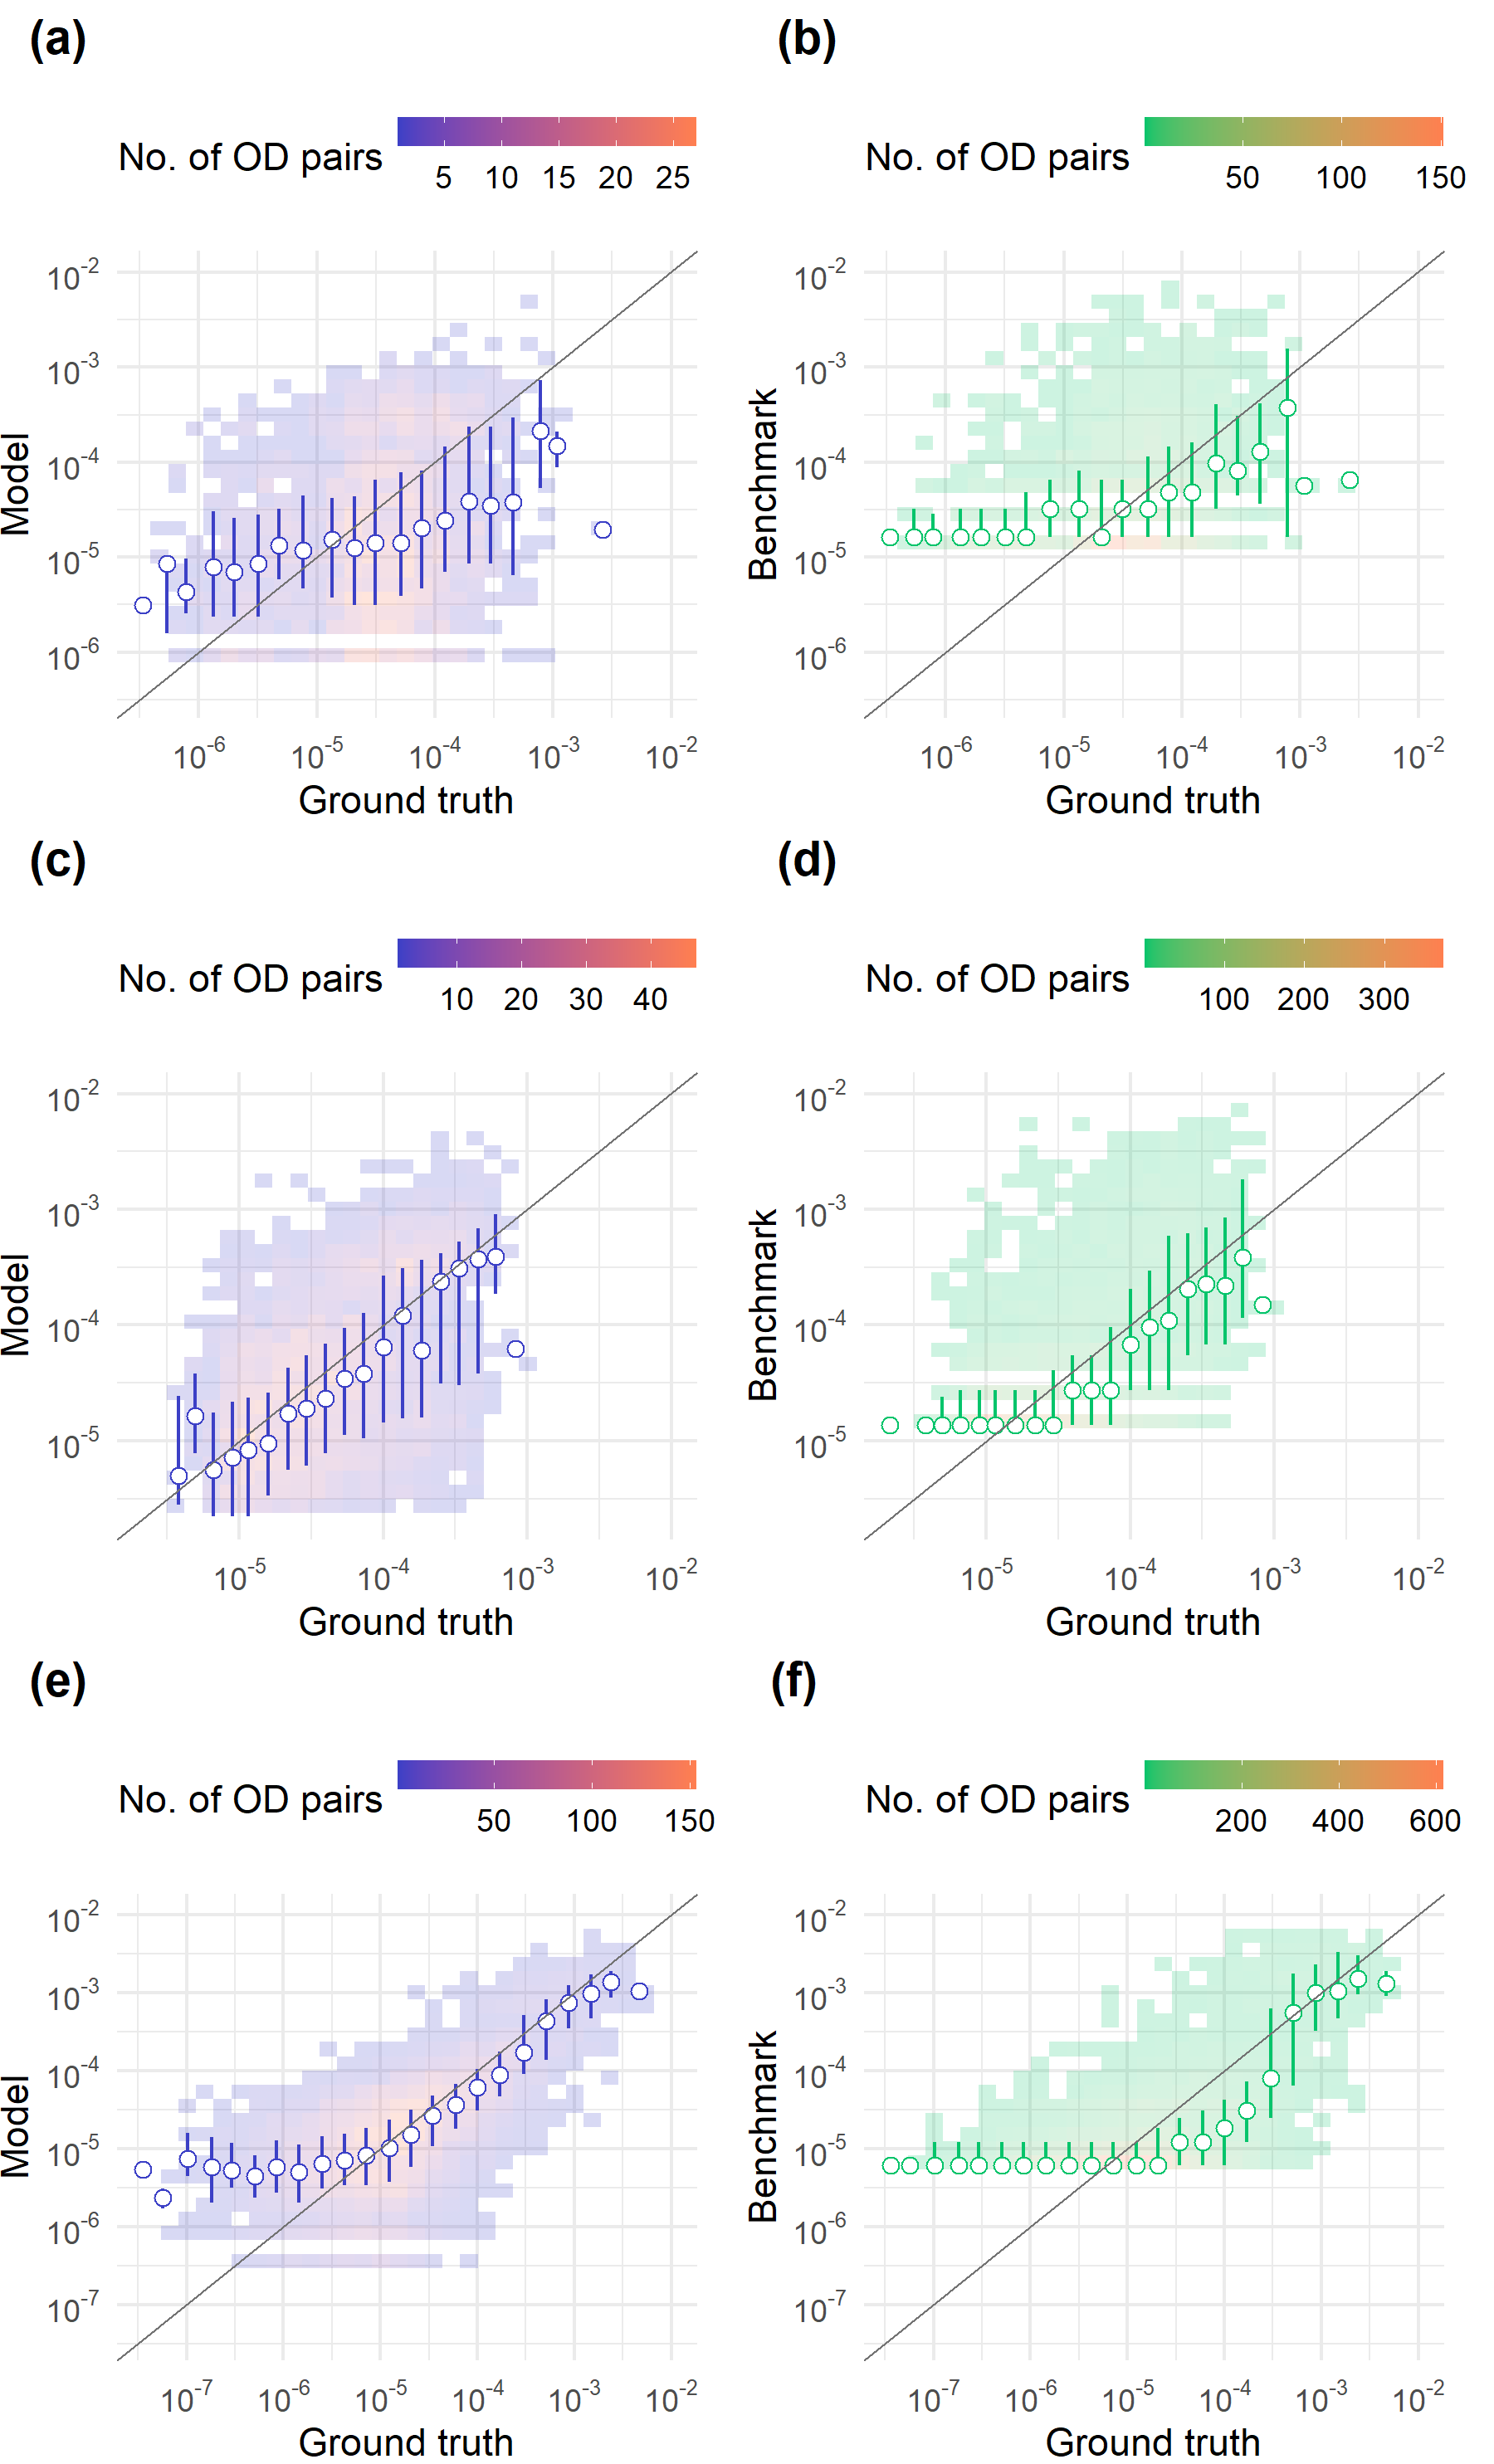 (a) (b)
No. of OD pairs 5 10 15 20 25
No. of OD pairs 50 100 150
Model
10^-2
10^-3
10^-4
10^-5
10^-6
10^-6 10^-5 10^-4 10^-3 10^-2
Ground truth
Benchmark
10^-2
10^-3
10^-4
10^-5
10^-6
10^-6 10^-5 10^-4 10^-3 10^-2
Ground truth
(c) (d)
No. of OD pairs 10 20 30 40
No. of OD pairs 100 200 300
Model
10^-2
10^-3
10^-4
10^-5
10^-5 10^-4 10^-3 10^-2
Ground truth
Benchmark
10^-2
10^-3
10^-4
10^-5
10^-5 10^-4 10^-3 10^-2
Ground truth
(e) (f)
No. of OD pairs 50 100 150
No. of OD pairs 200 400 600
Model
10^-2
10^-3
10^-4
10^-5
10^-6
10^-7
10^-7 10^-6 10^-5 10^-4 10^-3 10^-2
Ground truth
Benchmark
10^-2
10^-3
10^-4
10^-5
10^-6
10^-7
10^-7 10^-6 10^-5 10^-4 10^-3 10^-2
Ground truth